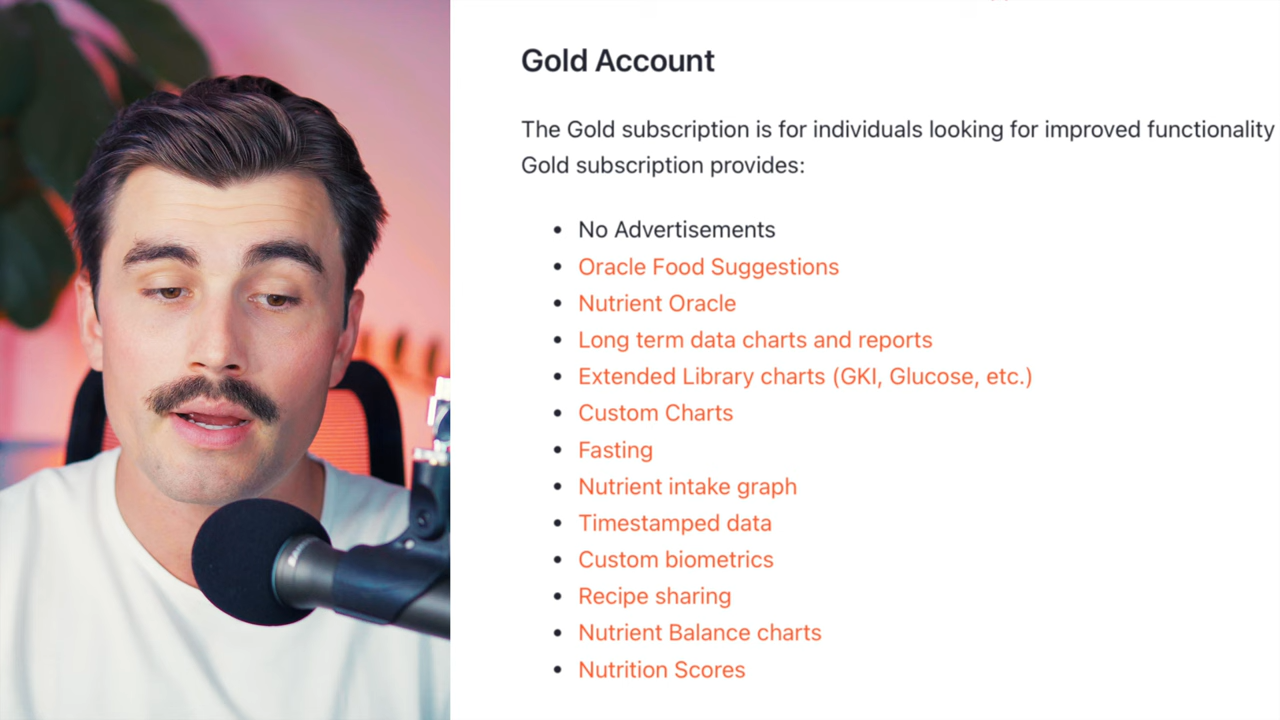 Gold Account
The Gold subscription is for individuals looking for improved functionality
Gold subscription provides:
• No Advertisements
• Oracle Food Suggestions
• Nutrient Oracle
• Long term data charts and reports
• Extended Library charts (GKI, Glucose, etc.)
• Custom Charts
• Fasting
• Nutrient intake graph
• Timestamped data
• Custom biometrics
• Recipe sharing
• Nutrient Balance charts
• Nutrition Scores